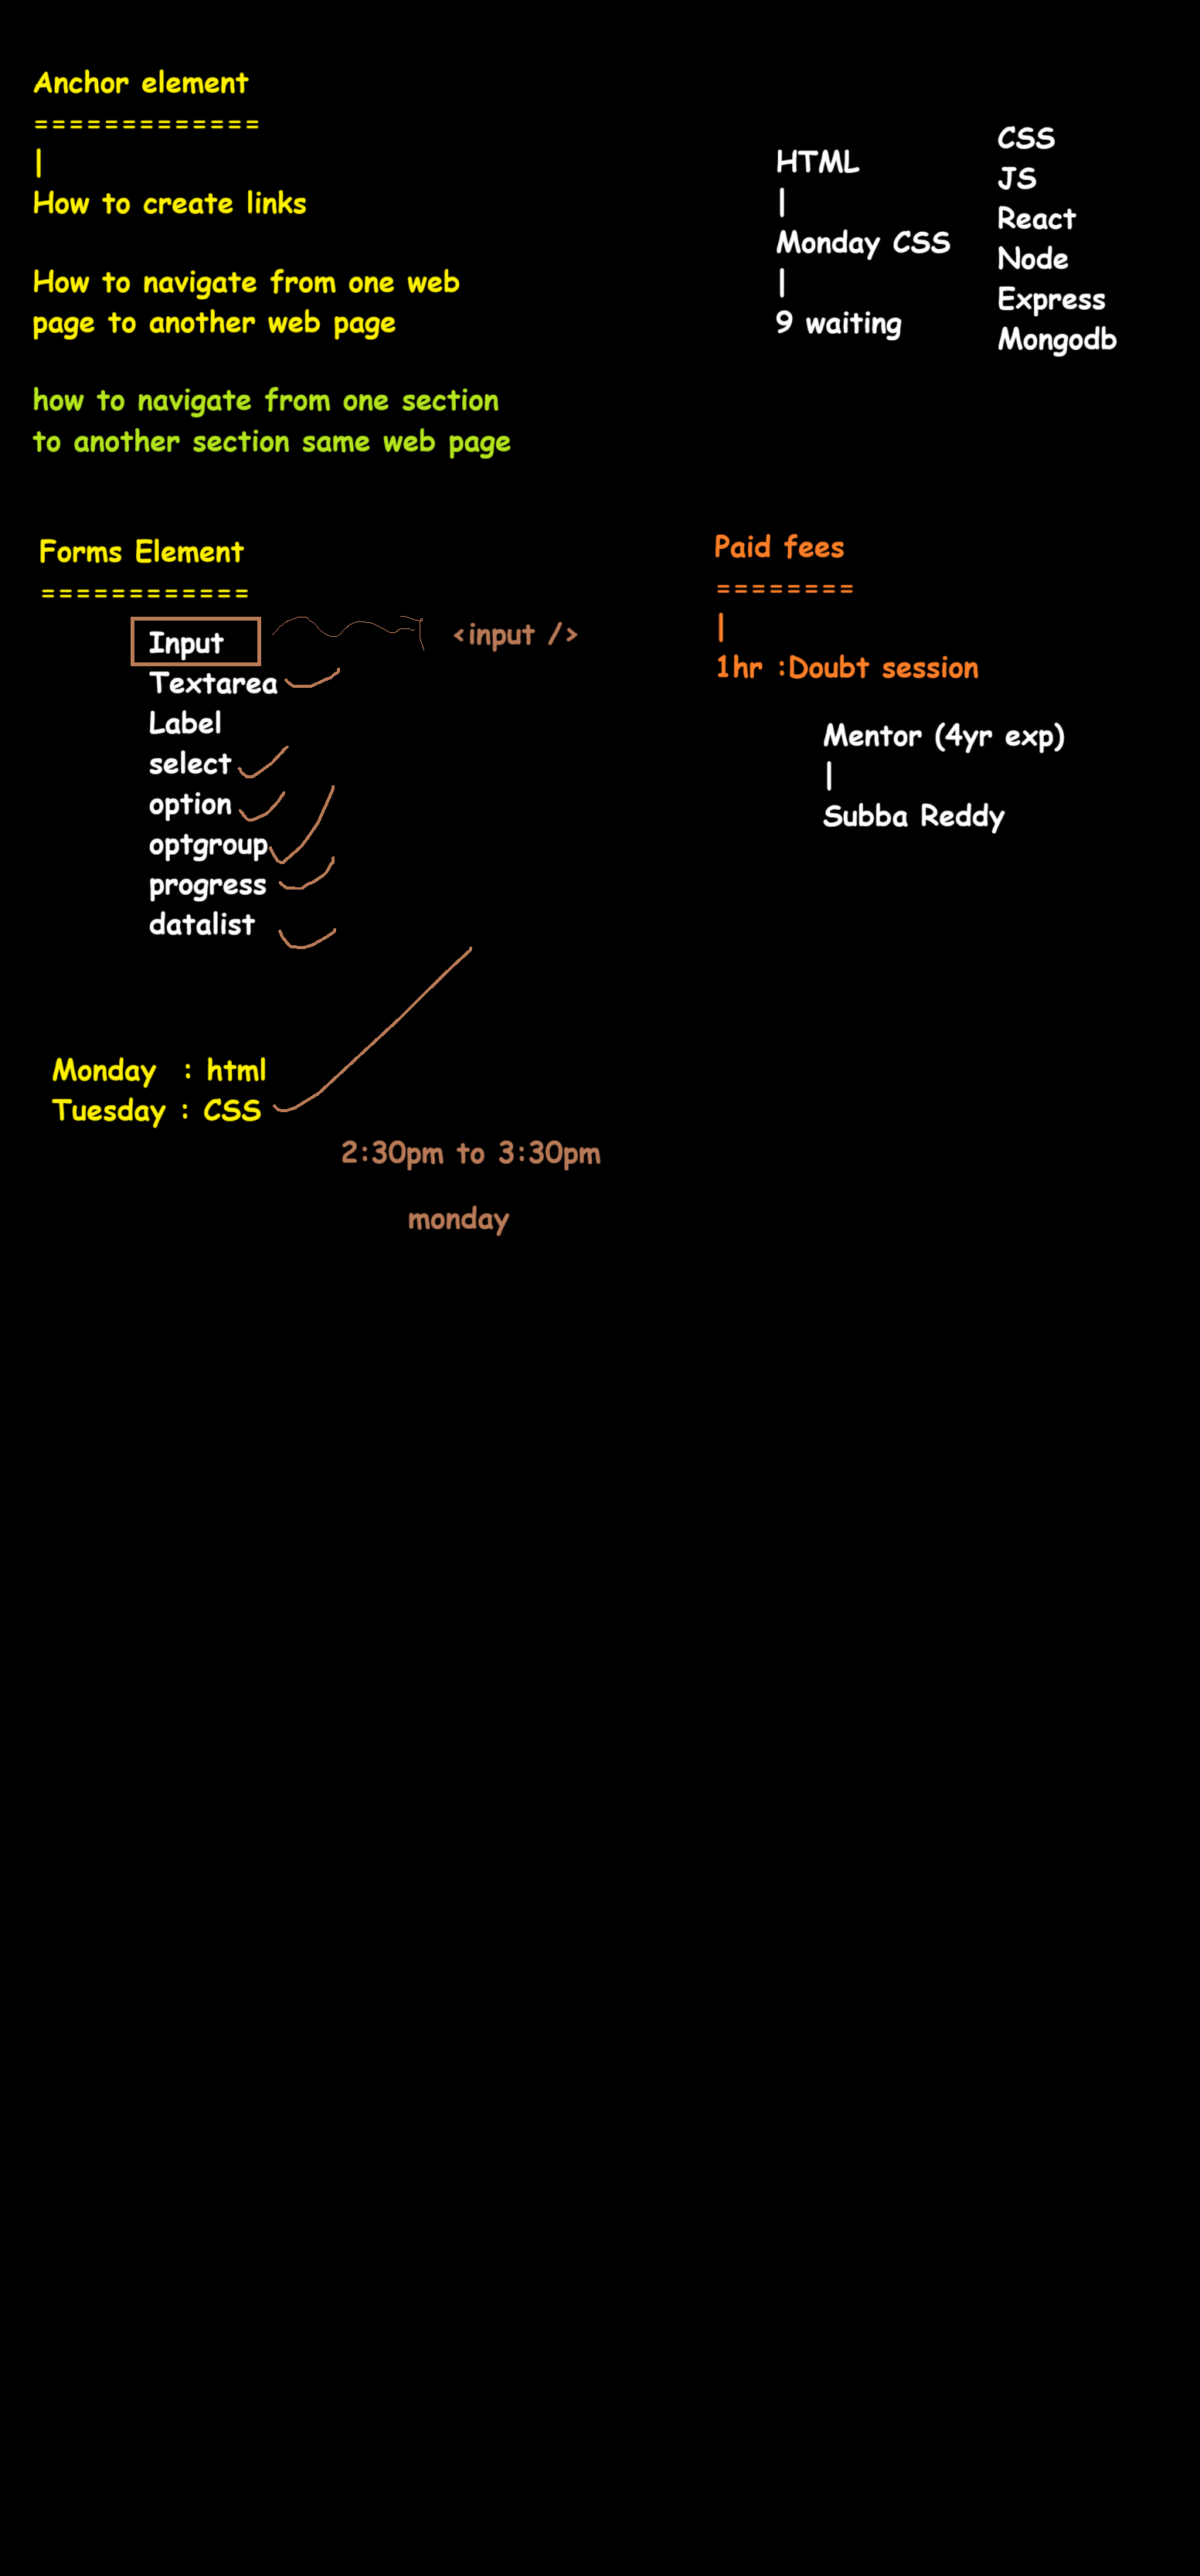 Anchor element
=============
|
How to create links
How to navigate from one web
page to another web page
how to navigate from one section
to another section same web page
HTML
|
Monday CSS
|
9 waiting
CSS
JS
React
Node
Express
Mongodb
Forms Element
============
Input
<input />
Textarea
Label
select
option
optgroup
progress
datalist
Paid fees
========
|
1hr :Doubt session
Mentor (4yr exp)
|
Subba Reddy
Monday : html
Tuesday : CSS
2:30pm to 3:30pm
monday